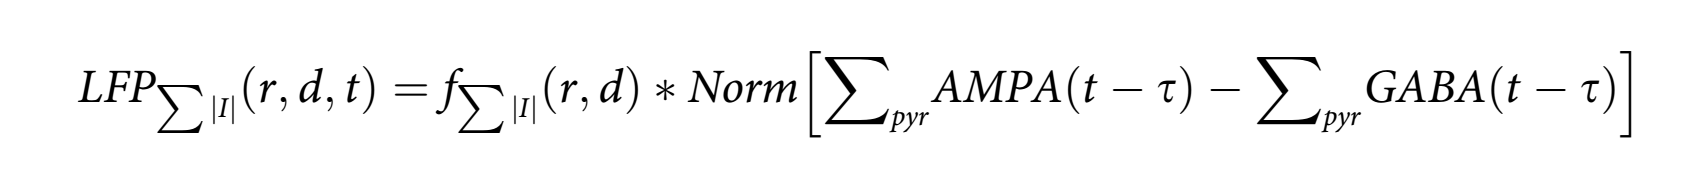 LFP_{∑|I|}(r, d, t) = f_{∑|I|}(r, d) * Norm[∑_{pyr} AMPA(t − τ) − ∑_{pyr} GABA(t − τ)]